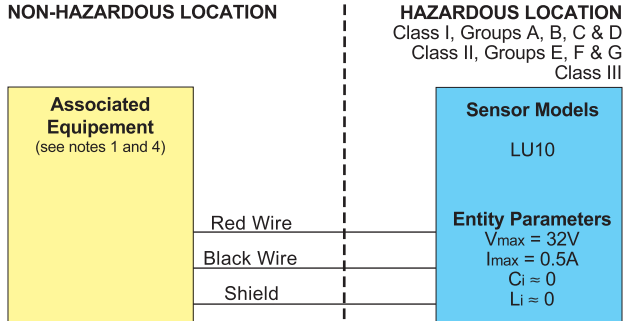 NON-HAZARDOUS LOCATION
HAZARDOUS LOCATION
Class I, Groups A, B, C & D
Class II, Groups E, F & G
Class III
Associated
Equipement
(see notes 1 and 4)
Sensor Models
LU10
Red Wire
Black Wire
Shield
Entity Parameters
Vmax = 32V
Imax = 0.5A
Ci ≈ 0
Li ≈ 0